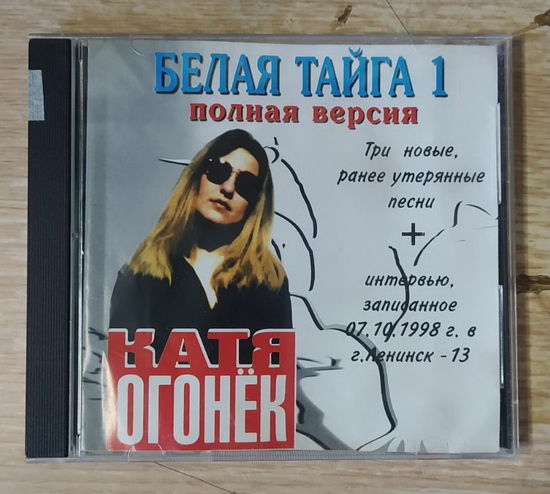 БЕЛАЯ ТАЙГА 1
полная версия
Три новые,
ранее утерянные
песни
+
интервью,
записанное
07.10.1998 г. в
г.Ленинск - 13
КАТЯ
ОГОНЁК